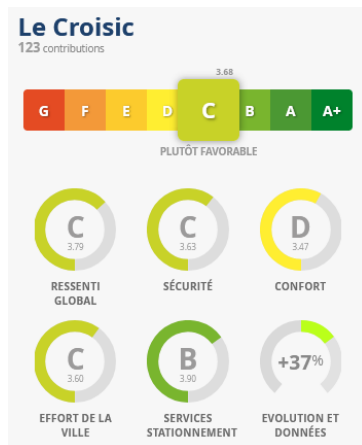 Le Croisic
123 contributions
3.68
G F E D C B A A+
PLUTÔT FAVORABLE
C C D
3.79 3.63 3.47
RESSENTI GLOBAL SÉCURITÉ CONFORT
C B +37%
3.60 3.90
EFFORT DE LA VILLE SERVICES STATIONNEMENT EVOLUTION ET DONNÉES